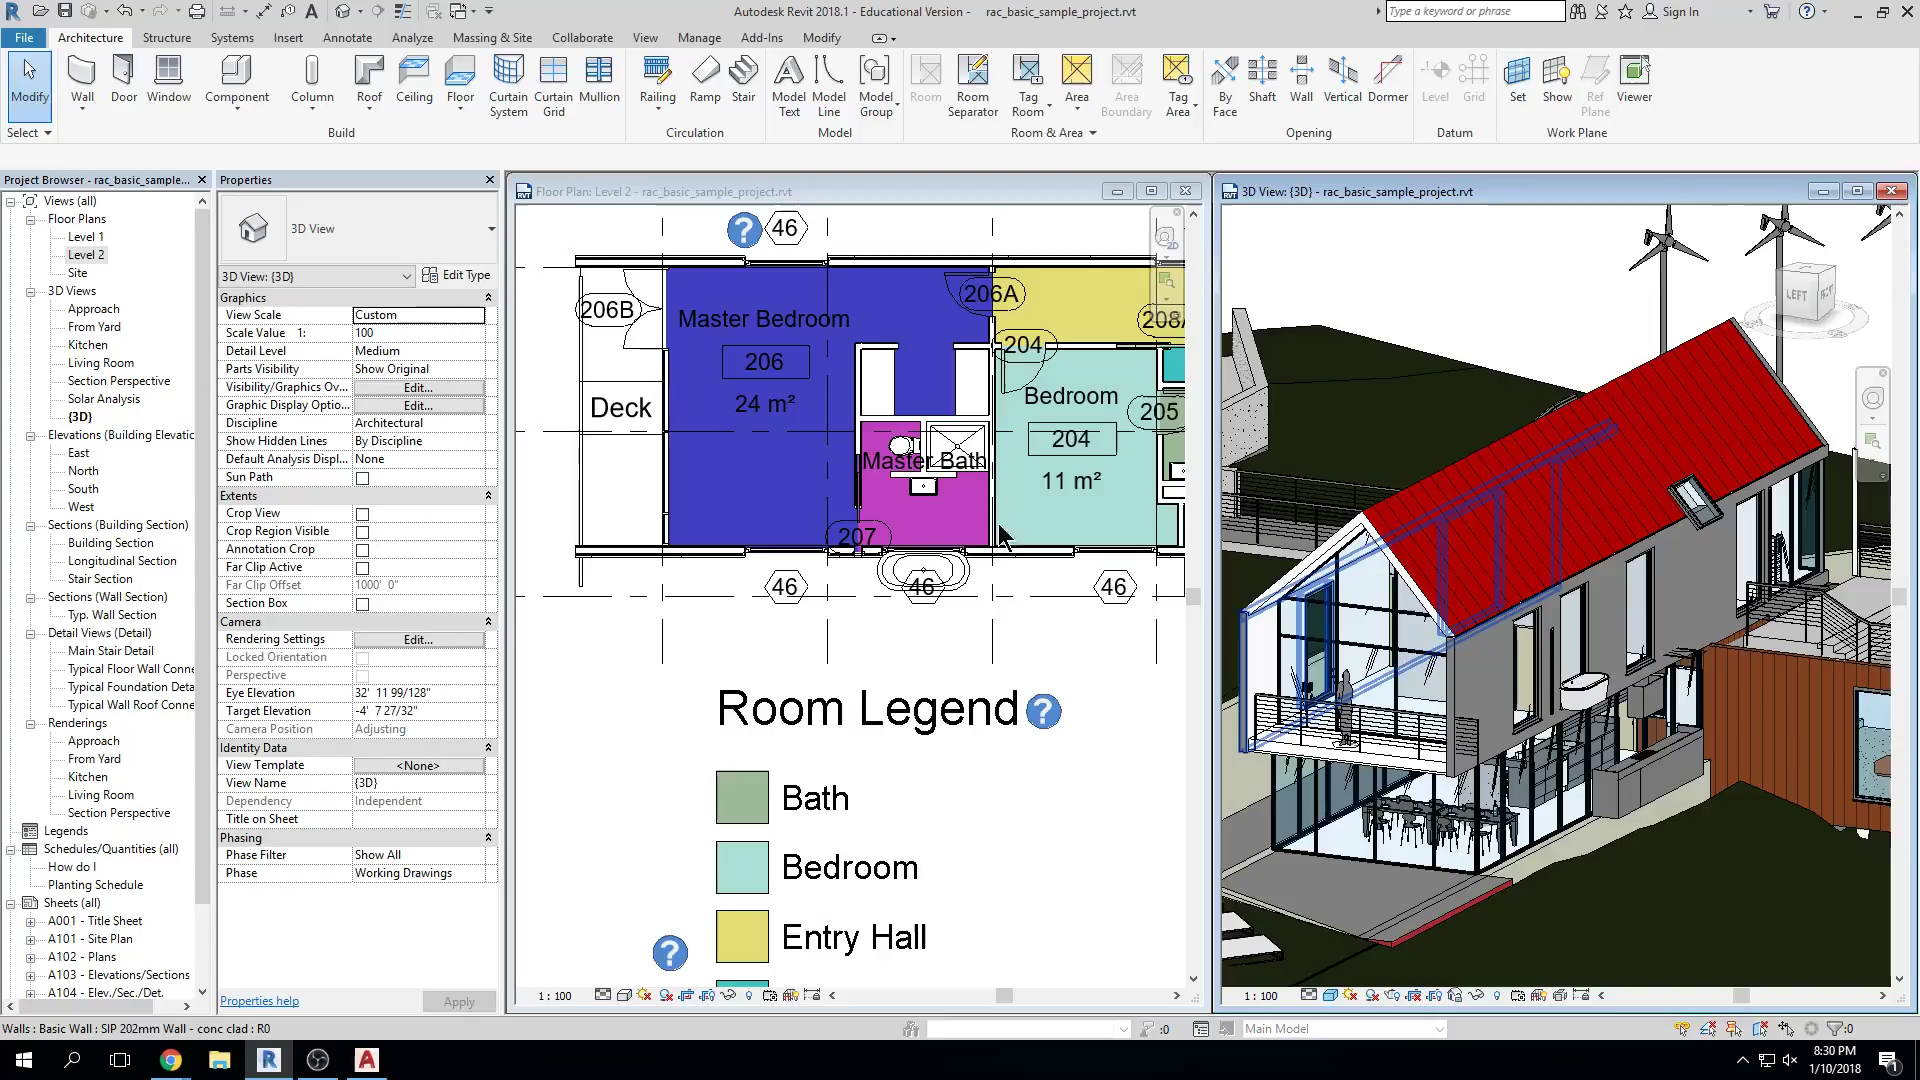 Autodesk Revit 2018.1 - Educational Version - rac_basic_sample_project.rvt
Type a keyword or phrase
Sign In
File Architecture Structure Systems Insert Annotate Analyze Massing & Site Collaborate View Manage Add-Ins Modify
Modify Wall Door Window Component Column Roof Ceiling Floor Curtain System Curtain Grid Mullion Railing Ramp Stair Model Text Model Line Model Group Room Room Separator Tag Room Area Area Boundary Tag Area By Face Shaft Wall Vertical Dormer Level Grid Set Show Ref Plane Viewer
Select Build Circulation Model Room & Area Opening Datum Work Plane
Project Browser - rac_basic_sample...
Views (all)
Floor Plans
Level 1
Level 2
Site
3D Views
Approach
From Yard
Kitchen
Living Room
Section Perspective
Solar Analysis
{3D}
Elevations (Building Elevatic
East
North
South
West
Sections (Building Section)
Building Section
Longitudinal Section
Stair Section
Sections (Wall Section)
Typ. Wall Section
Detail Views (Detail)
Main Stair Detail
Typical Floor Wall Conne
Typical Foundation Deta
Typical Wall Roof Conne
Renderings
Approach
From Yard
Kitchen
Living Room
Section Perspective
Legends
Schedules/Quantities (all)
How do I
Planting Schedule
Sheets (all)
A001 - Title Sheet
A101 - Site Plan
A102 - Plans
A103 - Elevations/Sections
A104 - Elev./Sec./Det.
Properties
3D View
3D View: {3D} Edit Type
Graphics
View Scale Custom
Scale Value 1: 100
Detail Level Medium
Parts Visibility Show Original
Visibility/Graphics Ov... Edit...
Graphic Display Optio... Edit...
Discipline Architectural
Show Hidden Lines By Discipline
Default Analysis Displ... None
Sun Path
Extents
Crop View
Crop Region Visible
Annotation Crop
Far Clip Active
Far Clip Offset 1000' 0"
Section Box
Camera
Rendering Settings Edit...
Locked Orientation
Perspective
Eye Elevation 32' 11 99/128"
Target Elevation -4' 7 27/32"
Camera Position Adjusting
Identity Data
View Template <None>
View Name {3D}
Dependency Independent
Title on Sheet
Phasing
Phase Filter Show All
Phase Working Drawings
Properties help Apply
Floor Plan: Level 2 - rac_basic_sample_project.rvt
? 46
2D
206B
206A
Master Bedroom
208A
204
206
24 m²
Deck
Bedroom
205
204
Master Bath
11 m²
207
46 46 46
Room Legend ?
Bath
Bedroom
Entry Hall
?
1 : 100
3D View: {3D} - rac_basic_sample_project.rvt
LEFT
1 : 100
Walls : Basic Wall : SIP 202mm Wall - conc clad : R0
:0
Main Model
:0
8:30 PM
1/10/2018
1